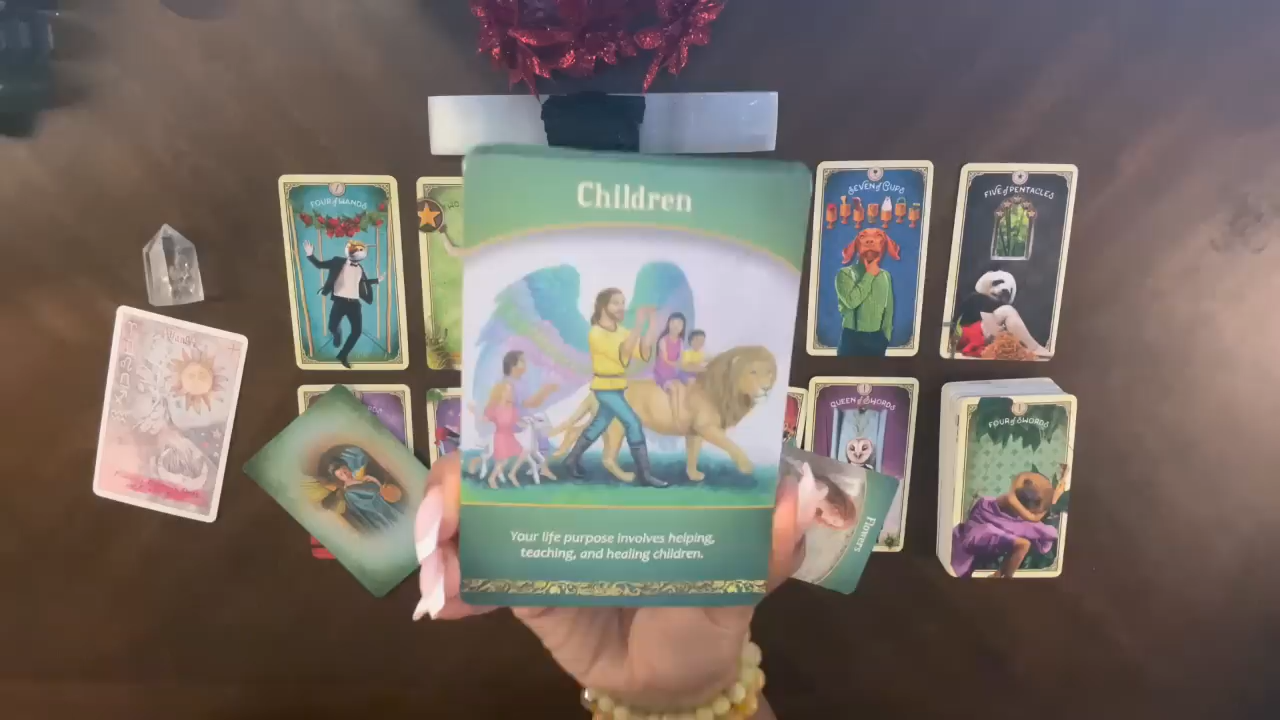 Children
Your life purpose involves helping,
teaching, and healing children.
FOUR of WANDS
SEVEN of CUPS
FIVE of PENTACLES
QUEEN of SWORDS
FOUR of SWORDS
Flowers